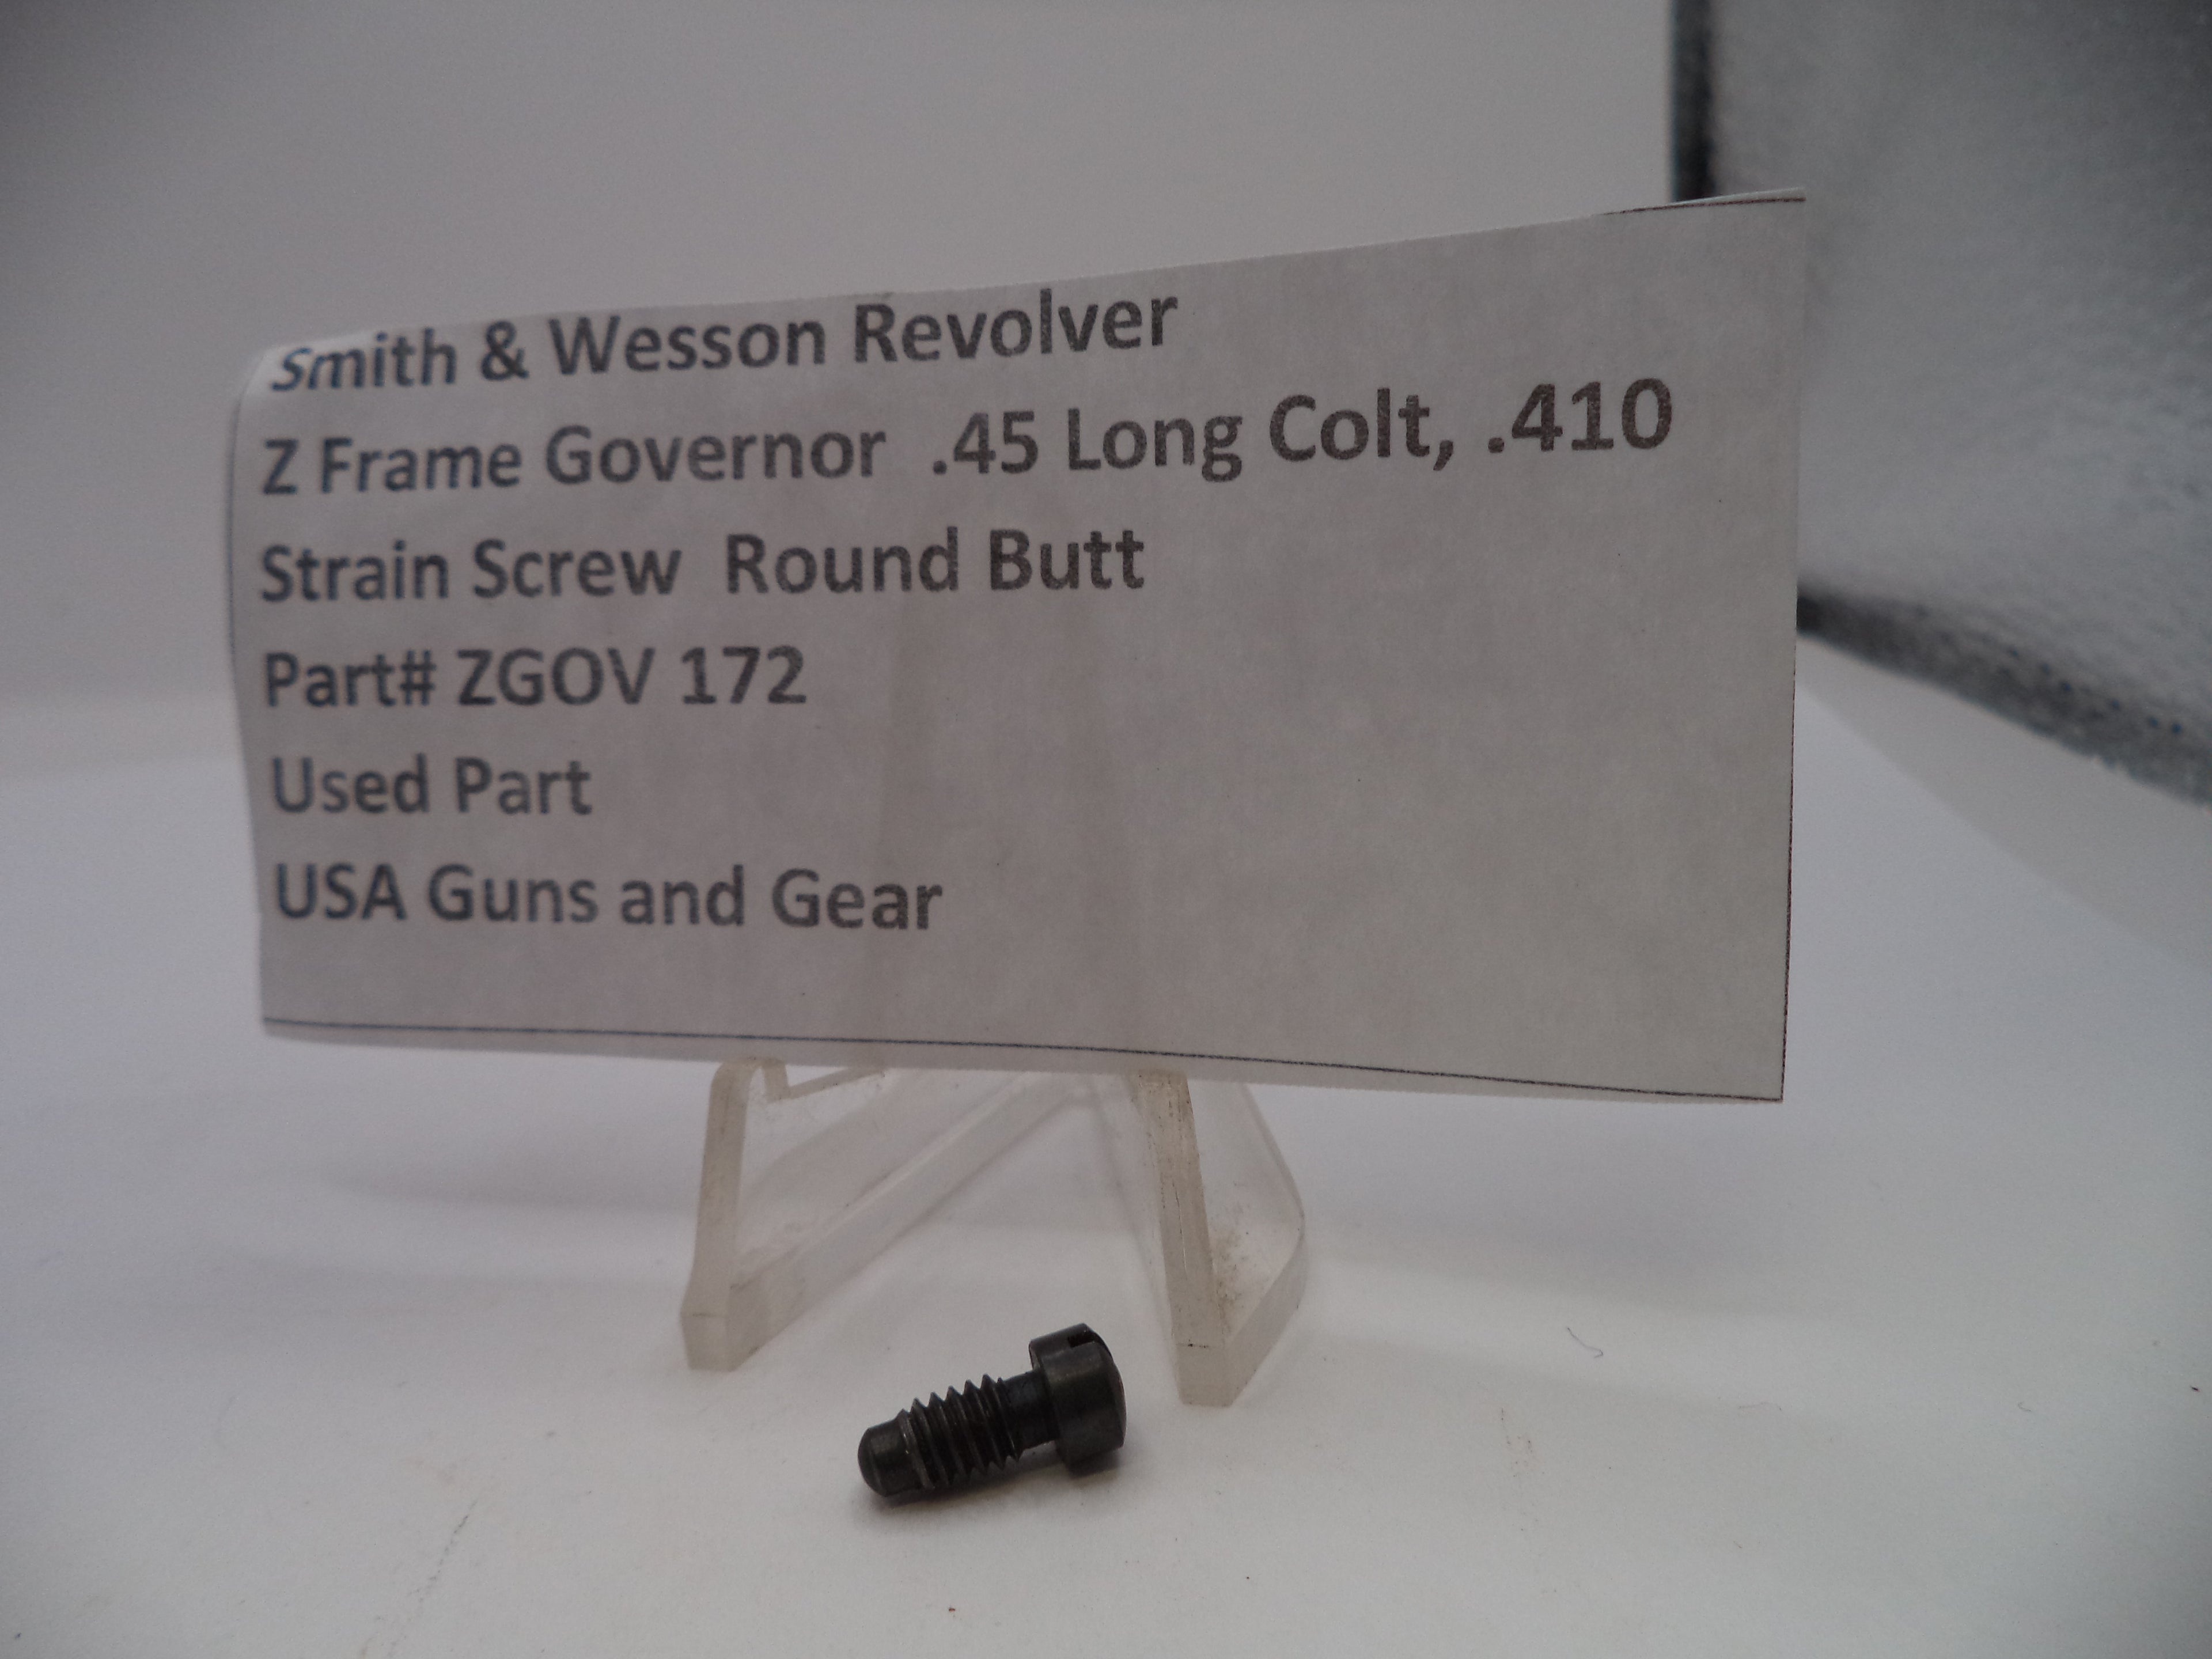 Smith & Wesson Revolver
Z Frame Governor .45 Long Colt, .410
Strain Screw Round Butt
Part# ZGOV 172
Used Part
USA Guns and Gear